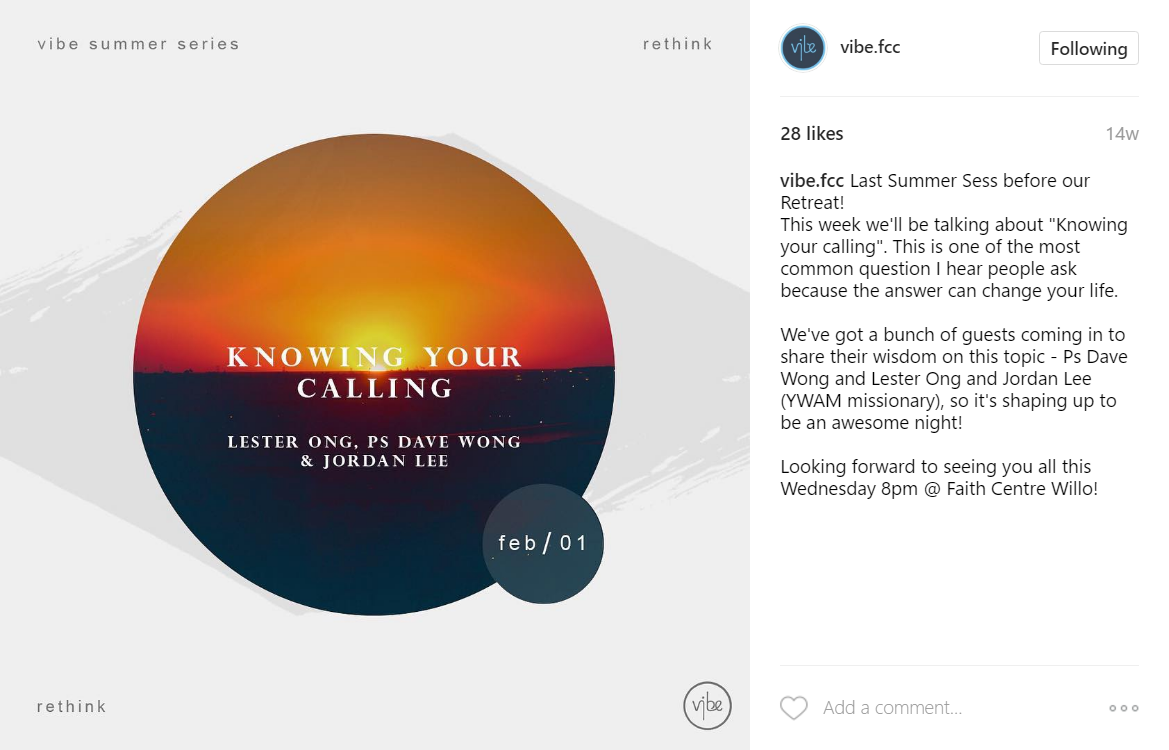 vibe summer series
rethink
KNOWING YOUR
CALLING
LESTER ONG, PS DAVE WONG
& JORDAN LEE
feb/01
rethink
vibe
vibe
vibe.fcc
Following
28 likes
14w
vibe.fcc Last Summer Sess before our
Retreat!
This week we'll be talking about "Knowing
your calling". This is one of the most
common question I hear people ask
because the answer can change your life.
We've got a bunch of guests coming in to
share their wisdom on this topic - Ps Dave
Wong and Lester Ong and Jordan Lee
(YWAM missionary), so it's shaping up to
be an awesome night!
Looking forward to seeing you all this
Wednesday 8pm @ Faith Centre Willo!
Add a comment...